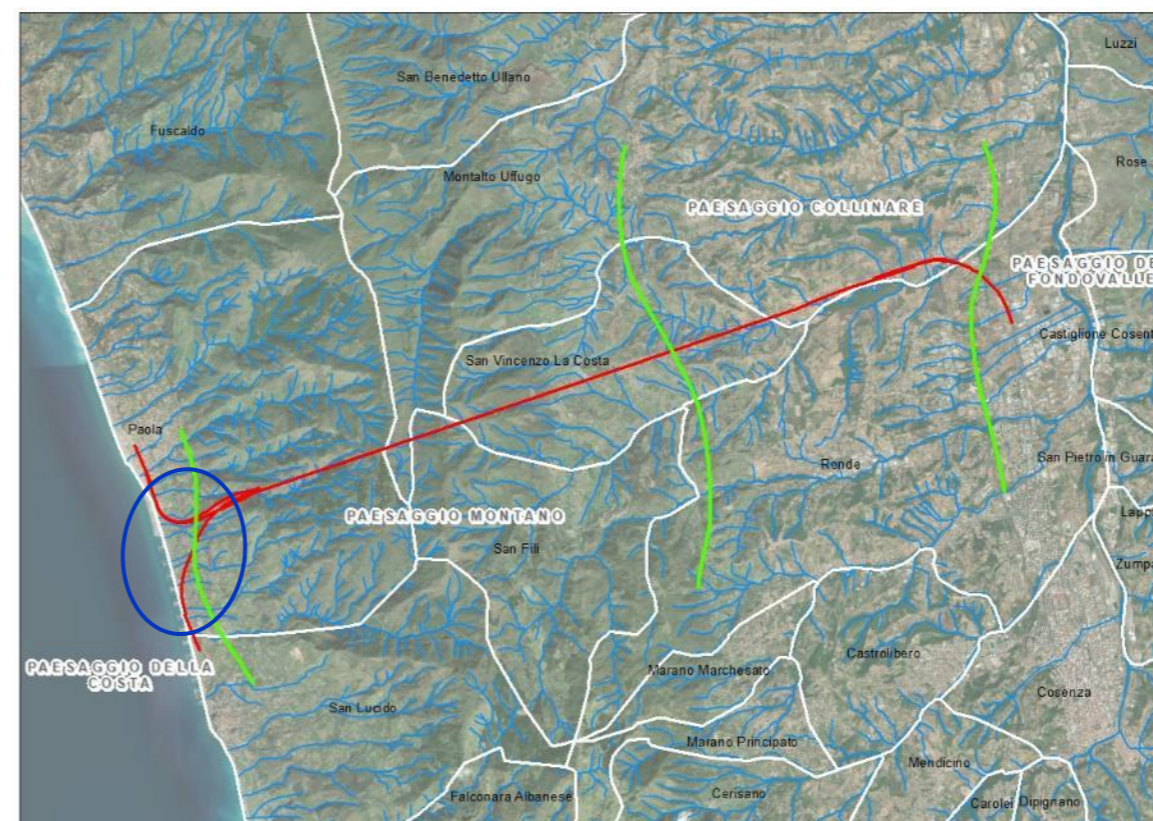 Luzzi
San Benedetto Ullano
Fuscaldo
Rose
Montalto Uffugo
PAESAGGIO COLLINARE
PAESAGGIO DE
FONDOVALLE
Castiglione Cosent
San Vincenzo La Costa
Paola
San Pietro in Guara
Rende
PAESAGGIO MONTANO
Lapp
San Fili
Zumpa
Castrolibero
PAESAGGIO DELLA
COSTA
Marano Marchesato
Cosenza
San Lucido
Marano Principato
Mendicino
Falconara Albanese
Cerisano
Carolei
Dipignano